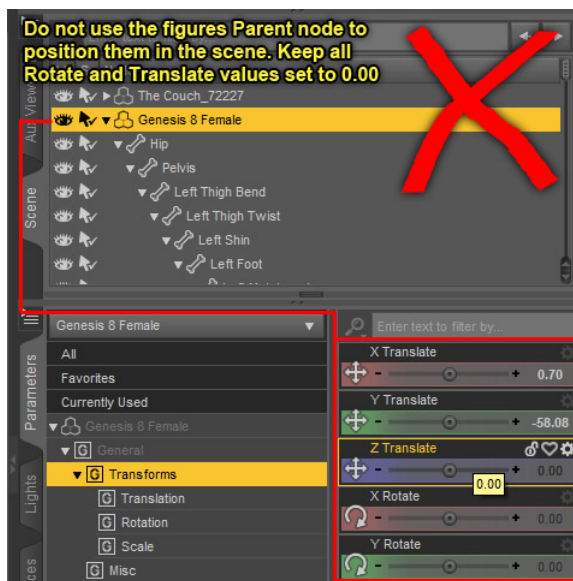 Do not use the figures Parent node to
position them in the scene. Keep all
Rotate and Translate values set to 0.00
The Couch_72227
Genesis 8 Female
Hip
Pelvis
Left Thigh Bend
Left Thigh Twist
Left Shin
Left Foot
Aux View
Scene
Genesis 8 Female
Enter text to filter by...
All
Favorites
Currently Used
Genesis 8 Female
G General
G Transforms
G Translation
G Rotation
G Scale
G Misc
X Translate
- + 0.70
Y Translate
- + -58.08
Z Translate
- + 0.00
0.00
X Rotate
- + 0.00
Y Rotate
- + 0.00
Parameters
Lights